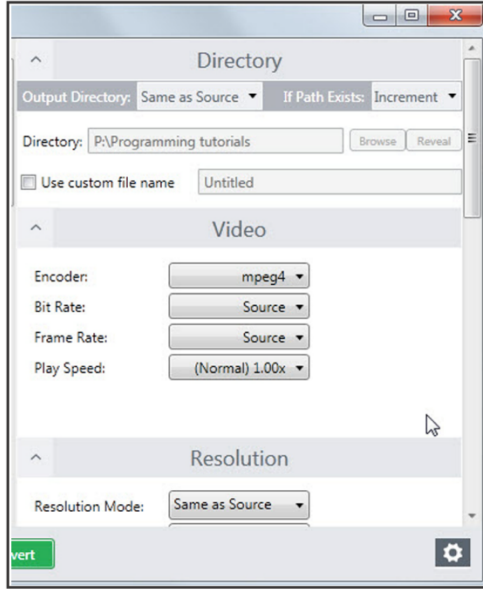 Directory
Output Directory: Same as Source If Path Exists: Increment
Directory: P:\Programming tutorials Browse Reveal
Use custom file name Untitled
Video
Encoder: mpeg4
Bit Rate: Source
Frame Rate: Source
Play Speed: (Normal) 1.00x
Resolution
Resolution Mode: Same as Source
vert